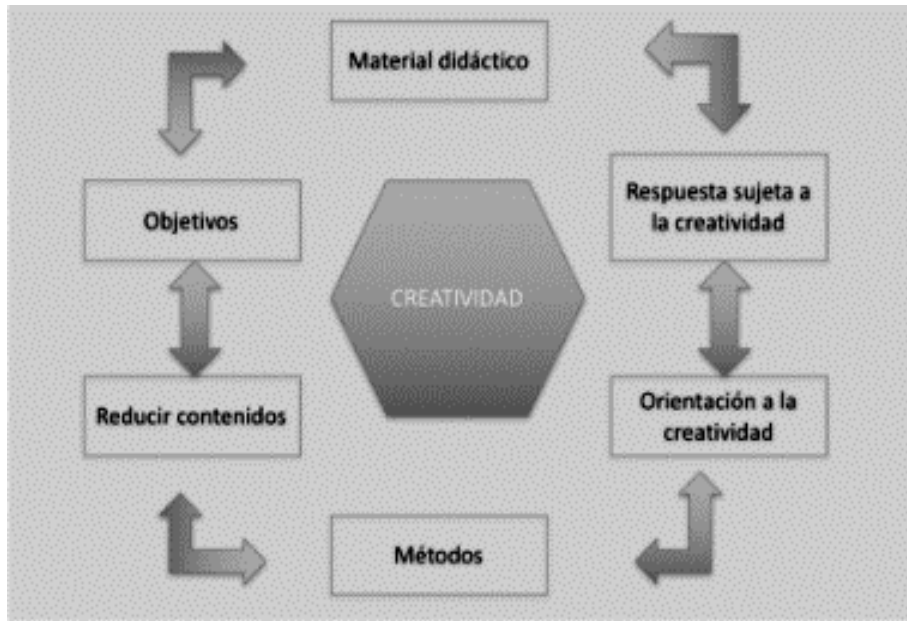 Material didáctico
Objetivos
Respuesta sujeta a
la creatividad
CREATIVIDAD
Reducir contenidos
Orientación a la
creatividad
Métodos